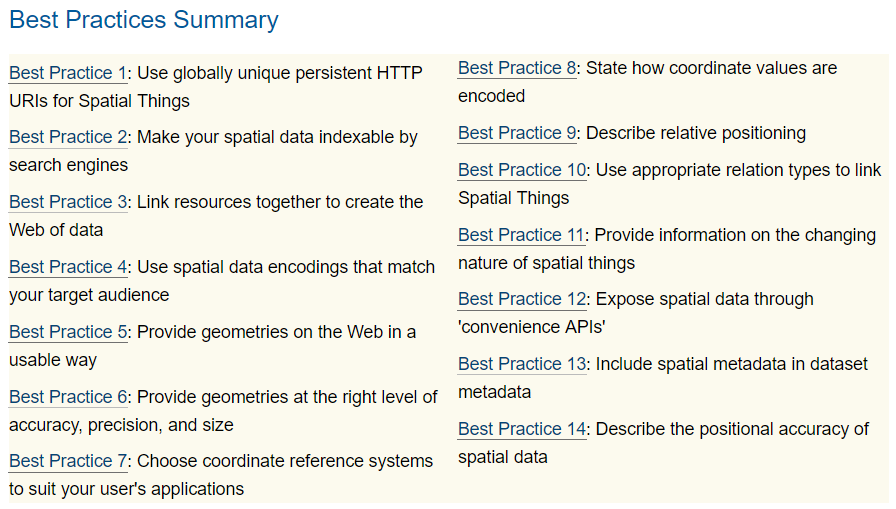 Best Practices Summary
Best Practice 1: Use globally unique persistent HTTP
URIs for Spatial Things
Best Practice 2: Make your spatial data indexable by
search engines
Best Practice 3: Link resources together to create the
Web of data
Best Practice 4: Use spatial data encodings that match
your target audience
Best Practice 5: Provide geometries on the Web in a
usable way
Best Practice 6: Provide geometries at the right level of
accuracy, precision, and size
Best Practice 7: Choose coordinate reference systems
to suit your user's applications
Best Practice 8: State how coordinate values are
encoded
Best Practice 9: Describe relative positioning
Best Practice 10: Use appropriate relation types to link
Spatial Things
Best Practice 11: Provide information on the changing
nature of spatial things
Best Practice 12: Expose spatial data through
'convenience APIs'
Best Practice 13: Include spatial metadata in dataset
metadata
Best Practice 14: Describe the positional accuracy of
spatial data